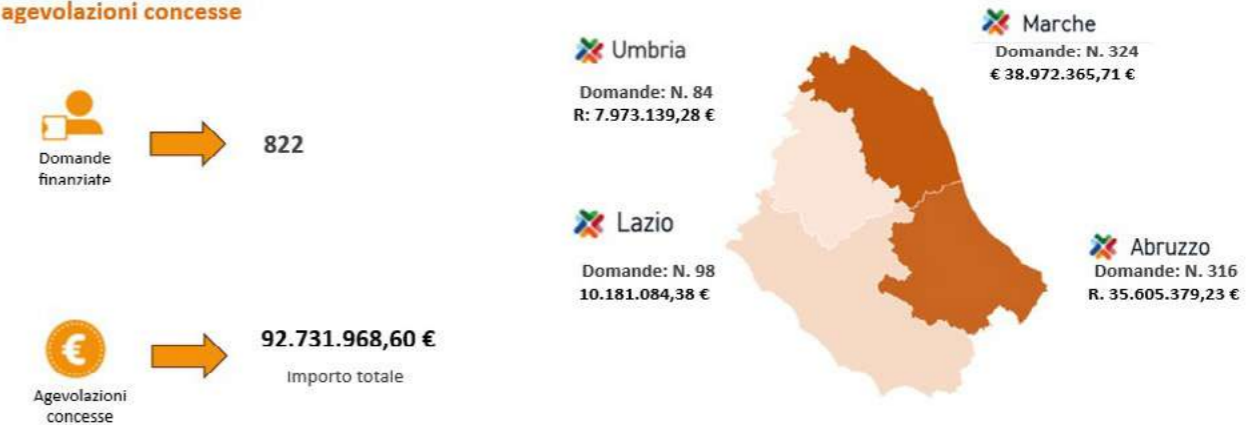 agevolazioni concesse
Domande
finanziate
822
€
Agevolazioni
concesse
92.731.968,60 €
Importo totale
Umbria
Domande: N. 84
R: 7.973.139,28 €
Marche
Domande: N. 324
€ 38.972.365,71 €
Lazio
Domande: N. 98
10.181.084,38 €
Abruzzo
Domande: N. 316
R. 35.605.379,23 €